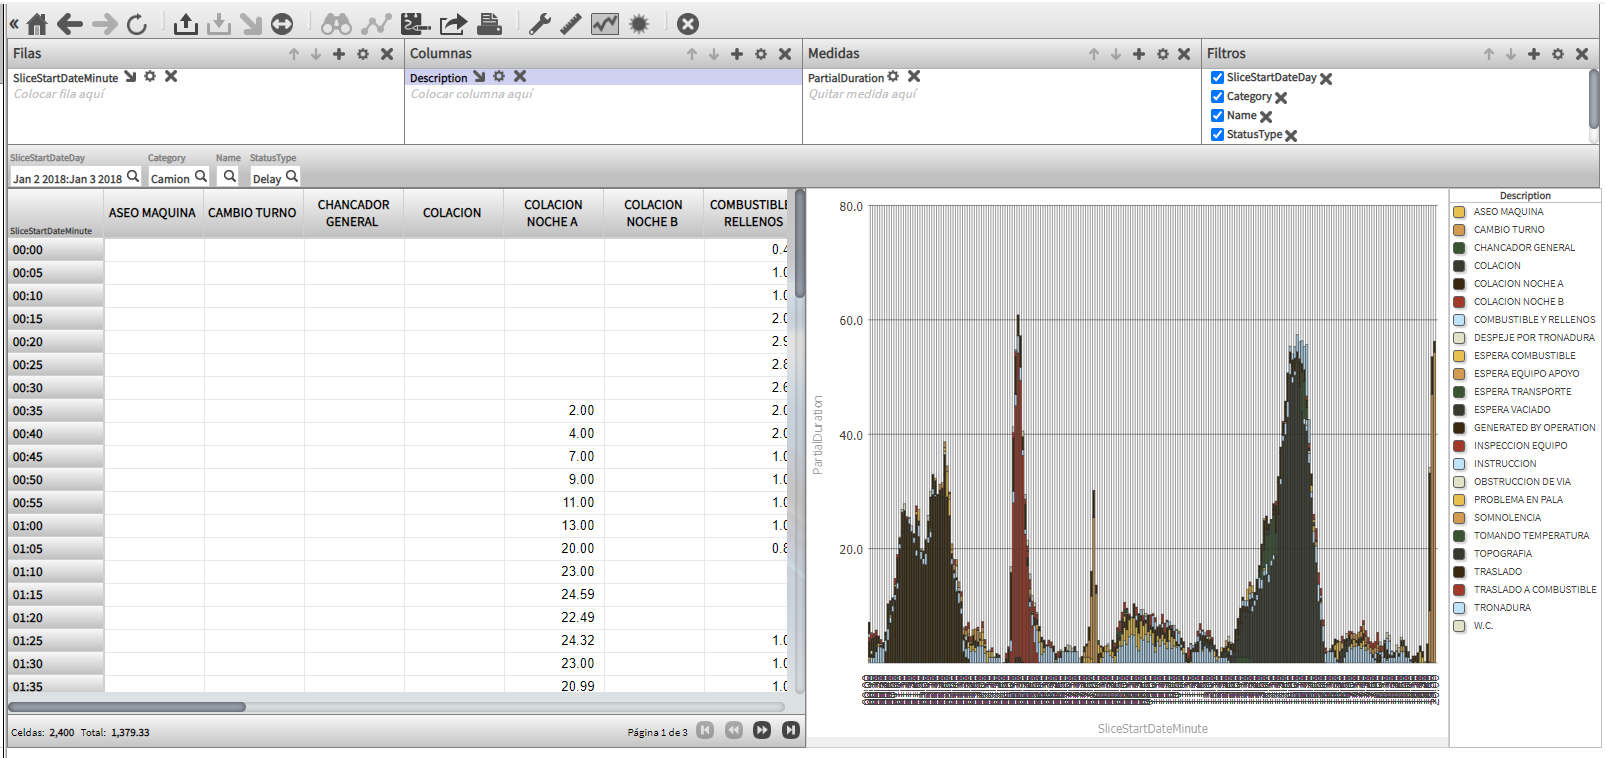 «
Filas
Columnas
Medidas
Filtros
SliceStartDateMinute
Description
PartialDuration
SliceStartDateDay
Colocar fila aquí
Colocar columna aquí
Quitar medida aquí
Category
Name
StatusType
SliceStartDateDay Category Name StatusType
Jan 2 2018:Jan 3 2018 Camion Delay
SliceStartDateMinute
ASEO MAQUINA
CAMBIO TURNO
CHANCADOR
GENERAL
COLACION
COLACION
NOCHE A
COLACION
NOCHE B
COMBUSTIBLE
RELLENOS
00:00 0.4
00:05 1.0
00:10 1.0
00:15 2.0
00:20 2.9
00:25 2.8
00:30 2.6
00:35 2.00 2.0
00:40 4.00 2.0
00:45 7.00 1.0
00:50 9.00 1.0
00:55 11.00 1.0
01:00 13.00 1.0
01:05 20.00 0.8
01:10 23.00
01:15 24.59
01:20 22.49
01:25 24.32 1.0
01:30 23.00 1.0
01:35 20.99 1.0
Celdas: 2,400 Total: 1,379.33
Página 1 de 3
80.0
60.0
40.0
20.0
PartialDuration
SliceStartDateMinute
Description
ASEO MAQUINA
CAMBIO TURNO
CHANCADOR GENERAL
COLACION
COLACION NOCHE A
COLACION NOCHE B
COMBUSTIBLE Y RELLENOS
DESPEJE POR TRONADURA
ESPERA COMBUSTIBLE
ESPERA EQUIPO APOYO
ESPERA TRANSPORTE
ESPERA VACIADO
GENERATED BY OPERATION
INSPECCION EQUIPO
INSTRUCCION
OBSTRUCCION DE VIA
PROBLEMA EN PALA
SOMNOLENCIA
TOMANDO TEMPERATURA
TOPOGRAFIA
TRASLADO
TRASLADO A COMBUSTIBLE
TRONADURA
W.C.